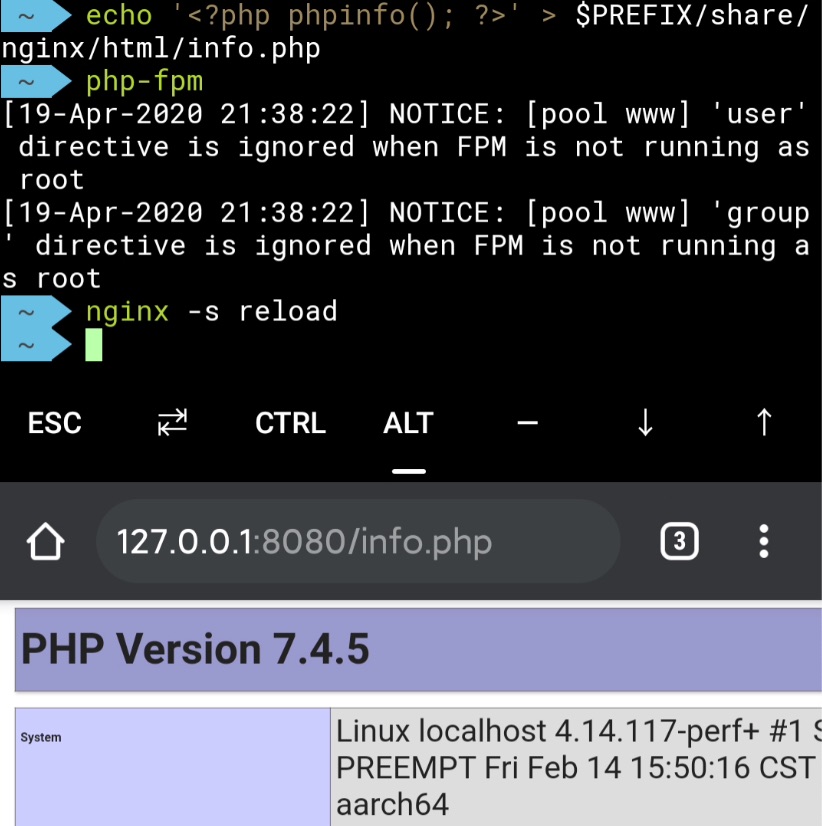 ~ echo '<?php phpinfo(); ?>' > $PREFIX/share/
nginx/html/info.php
~ php-fpm
[19-Apr-2020 21:38:22] NOTICE: [pool www] 'user'
directive is ignored when FPM is not running as
root
[19-Apr-2020 21:38:22] NOTICE: [pool www] 'group
' directive is ignored when FPM is not running a
s root
~ nginx -s reload
~
ESC ⇄ CTRL ALT – ↓ ↑
127.0.0.1:8080/info.php 3
PHP Version 7.4.5
System Linux localhost 4.14.117-perf+ #1
PREEMPT Fri Feb 14 15:50:16 CST
aarch64